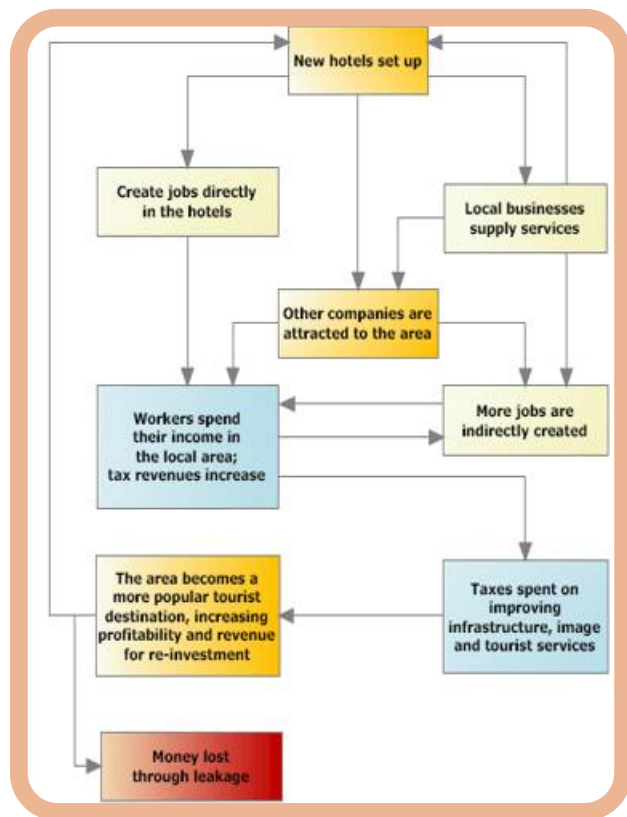 New hotels set up
Create jobs directly
in the hotels
Local businesses
supply services
Other companies are
attracted to the area
Workers spend
their income in
the local area;
tax revenues increase
More jobs are
indirectly created
The area becomes a
more popular tourist
destination, increasing
profitability and revenue
for re-investment
Taxes spent on
improving
infrastructure, image
and tourist services
Money lost
through leakage